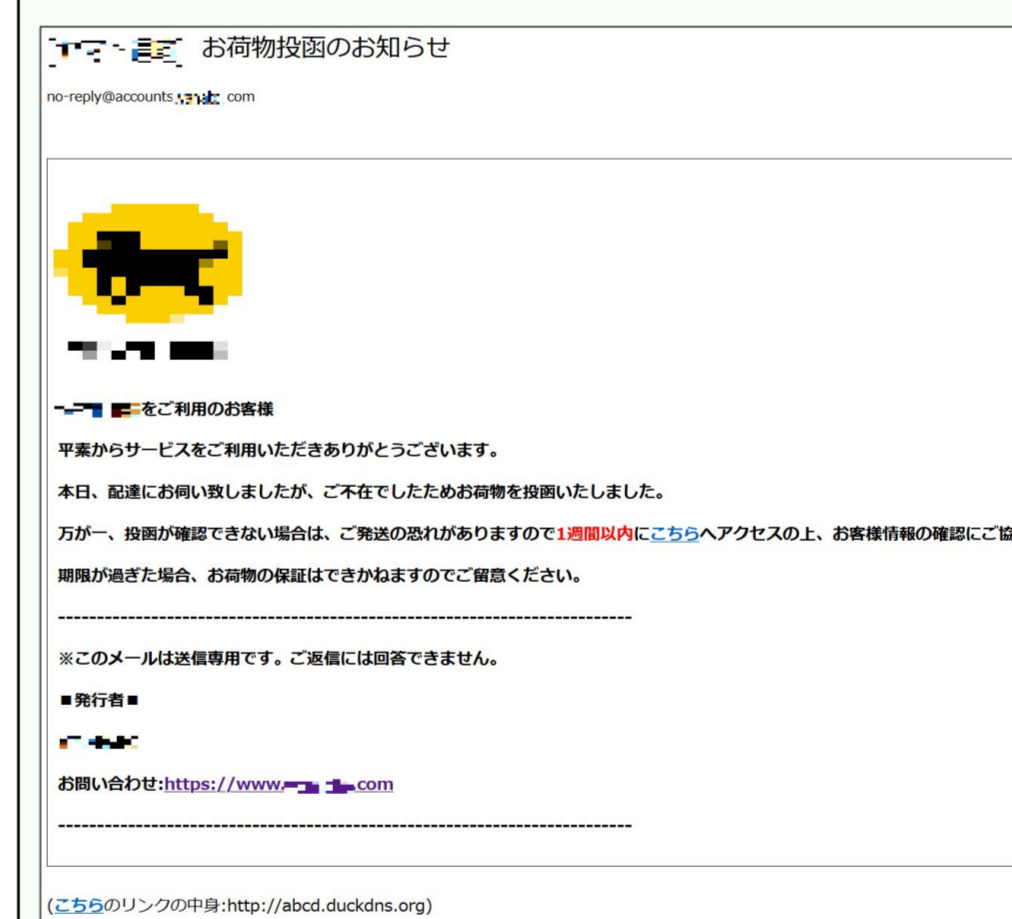 お荷物投函のお知らせ
no-reply@accounts com
をご利用のお客様
平素からサービスをご利用いただきありがとうございます。
本日、配達にお伺い致しましたが、ご不在でしたためお荷物を投函いたしました。
万が一、投函が確認できない場合は、ご発送の恐れがありますので1週間以内にこちらへアクセスの上、お客様情報の確認にご協
期限が過ぎた場合、お荷物の保証はできかねますのでご留意ください。
--------------------------------------------------------------------------
※このメールは送信専用です。ご返信には回答できません。
■発行者■
お問い合わせ:https://www. com
--------------------------------------------------------------------------
(こちらのリンクの中身:http://abcd.duckdns.org)